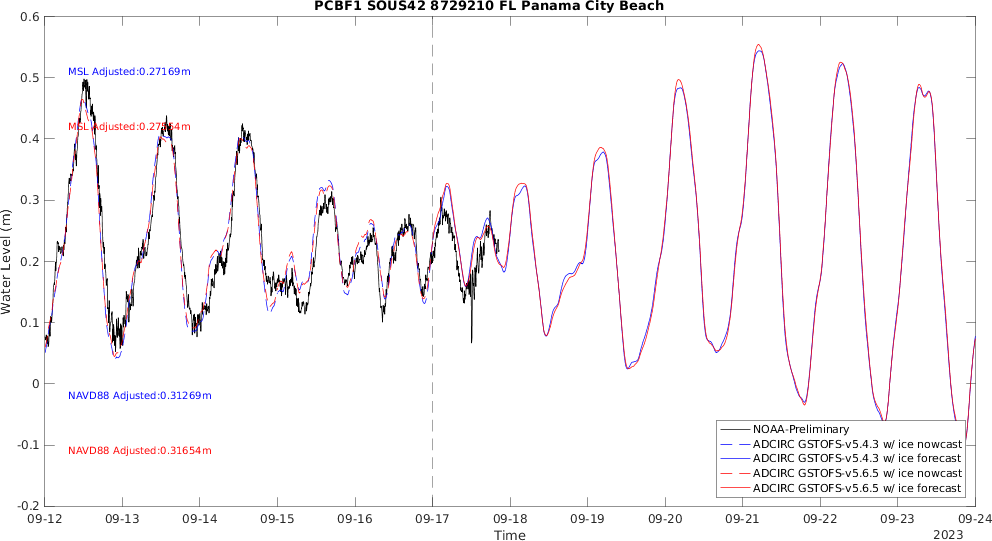 PCBF1 SOUS42 8729210 FL Panama City Beach
0.6
0.5
0.4
0.3
0.2
0.1
0
-0.1
-0.2
Water Level (m)
MSL Adjusted:0.27169m
MSL Adjusted:0.27564m
NAVD88 Adjusted:0.31269m
NAVD88 Adjusted:0.31654m
NOAA-Preliminary
ADCIRC GSTOFS-v5.4.3 w/ ice nowcast
ADCIRC GSTOFS-v5.4.3 w/ ice forecast
ADCIRC GSTOFS-v5.6.5 w/ ice nowcast
ADCIRC GSTOFS-v5.6.5 w/ ice forecast
09-12 09-13 09-14 09-15 09-16 09-17 09-18 09-19 09-20 09-21 09-22 09-23 09-24
Time
2023